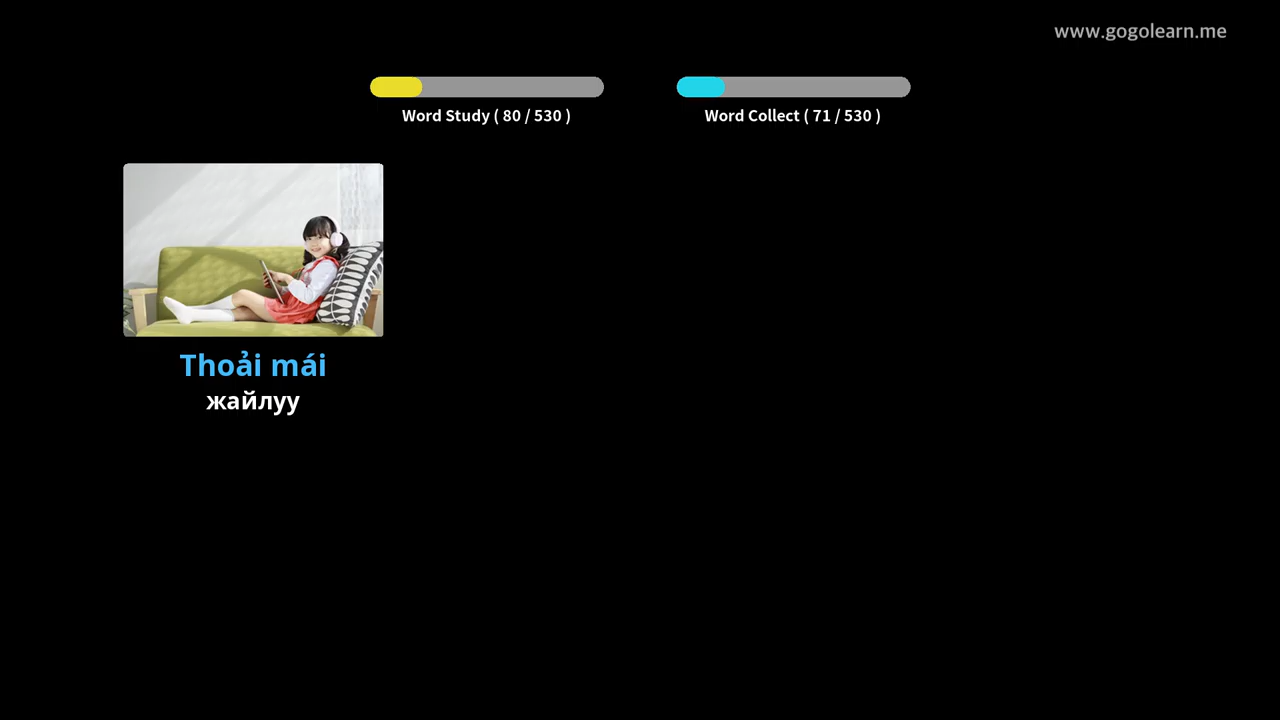 www.gogolearn.me
Word Study ( 80 / 530 )
Word Collect ( 71 / 530 )
Thoải mái
жайлуу